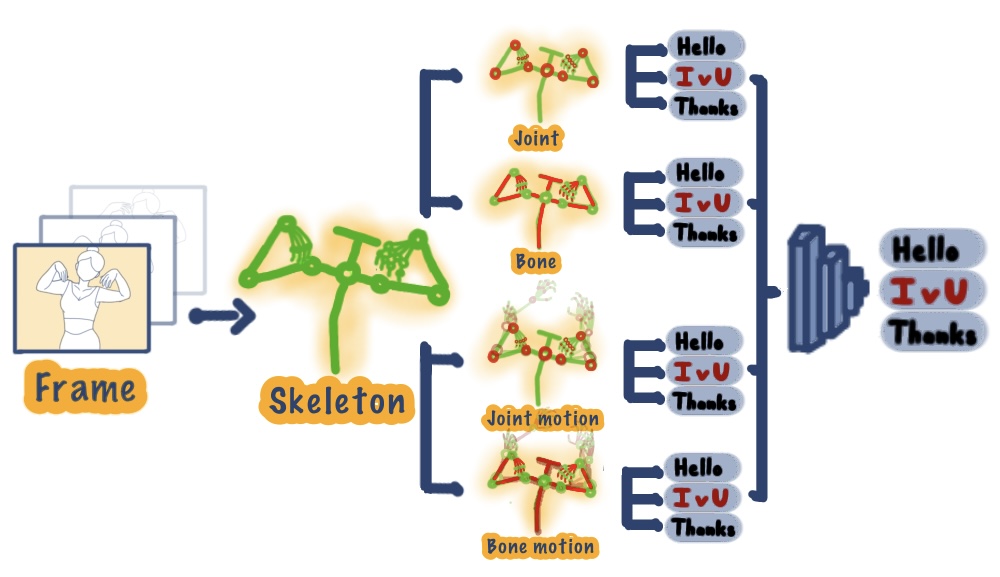 Frame
Skeleton
Joint
Hello
I v U
Thanks
Bone
Hello
I v U
Thanks
Joint motion
Hello
I v U
Thanks
Bone motion
Hello
I v U
Thanks
Hello
I v U
Thanks